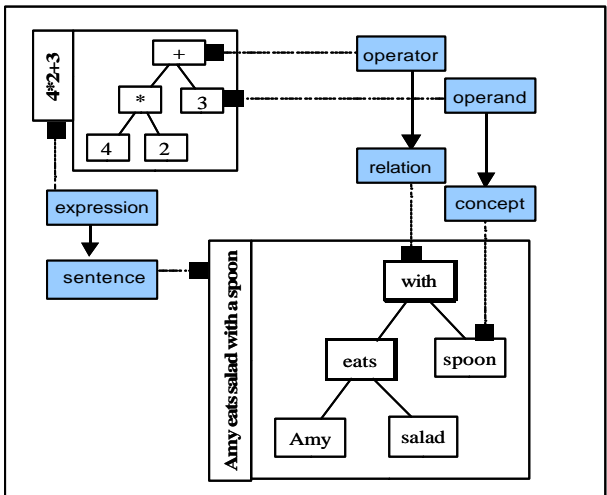 4*2+3
+
*
3
4
2
operator
operand
relation
concept
expression
sentence
Amy eats salad with a spoon
with
eats
spoon
Amy
salad